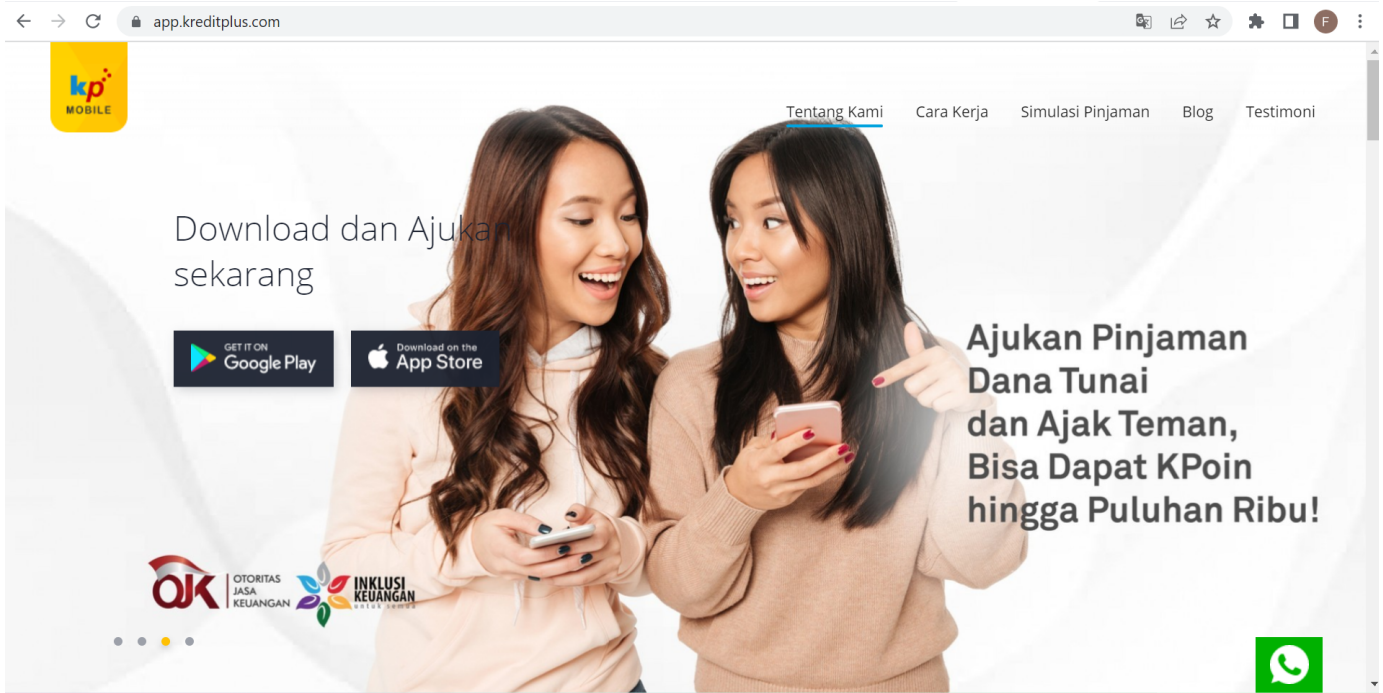 app.kreditplus.com
F
kp
MOBILE
Tentang Kami
Cara Kerja
Simulasi Pinjaman
Blog
Testimoni
Download dan Ajukan
sekarang
GET IT ON
Google Play
Download on the
App Store
Ajukan Pinjaman
Dana Tunai
dan Ajak Teman,
Bisa Dapat KPoin
hingga Puluhan Ribu!
OJK
OTORITAS
JASA
KEUANGAN
INKLUSI
KEUANGAN
untuk semua